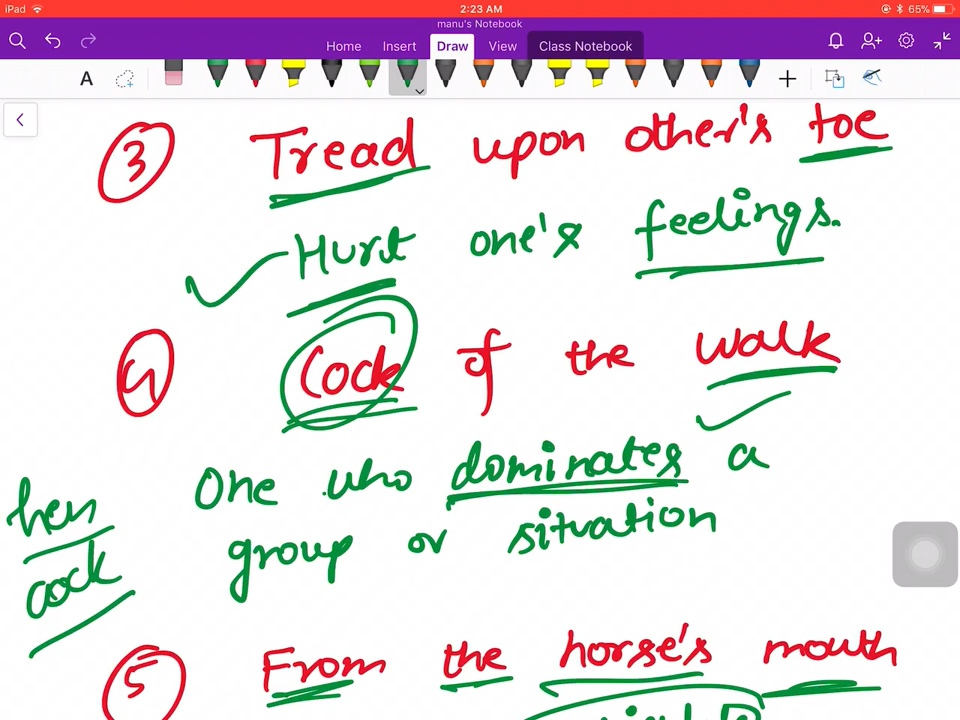 iPad 2:23 AM 65%
manu's Notebook
Home Insert Draw View Class Notebook
A
3 Tread upon other's toe
Hurt one's feelings.
4 Cock of the walk
One who dominates a
hen
group or situation
cock
5 From the horse's mouth